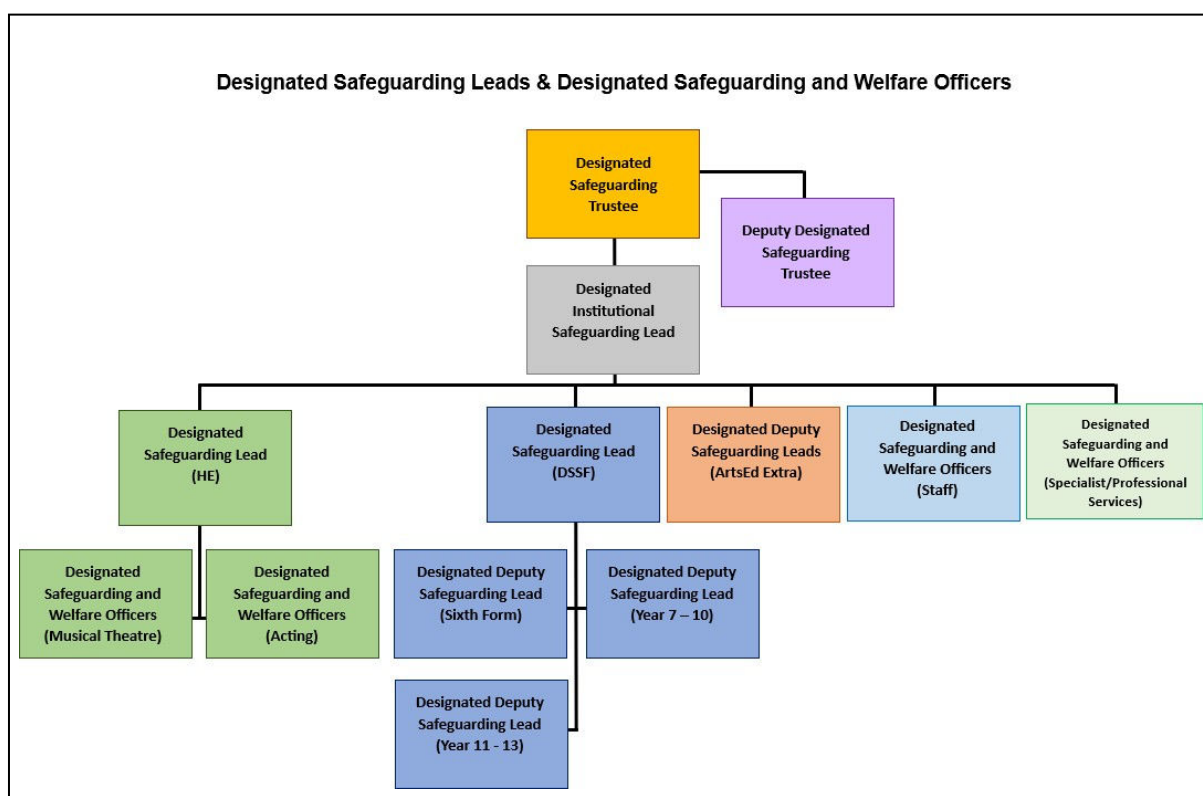 Designated Safeguarding Leads & Designated Safeguarding and Welfare Officers
Designated
Safeguarding
Trustee
Deputy Designated
Safeguarding
Trustee
Designated
Institutional
Safeguarding Lead
Designated
Safeguarding Lead
(HE)
Designated
Safeguarding Lead
(DSSF)
Designated Deputy
Safeguarding Leads
(ArtsEd Extra)
Designated
Safeguarding and
Welfare Officers
(Staff)
Designated
Safeguarding and
Welfare Officers
(Specialist/Professional
Services)
Designated
Safeguarding and
Welfare Officers
(Musical Theatre)
Designated
Safeguarding and
Welfare Officers
(Acting)
Designated Deputy
Safeguarding Lead
(Sixth Form)
Designated Deputy
Safeguarding Lead
(Year 7 – 10)
Designated Deputy
Safeguarding Lead
(Year 11 - 13)